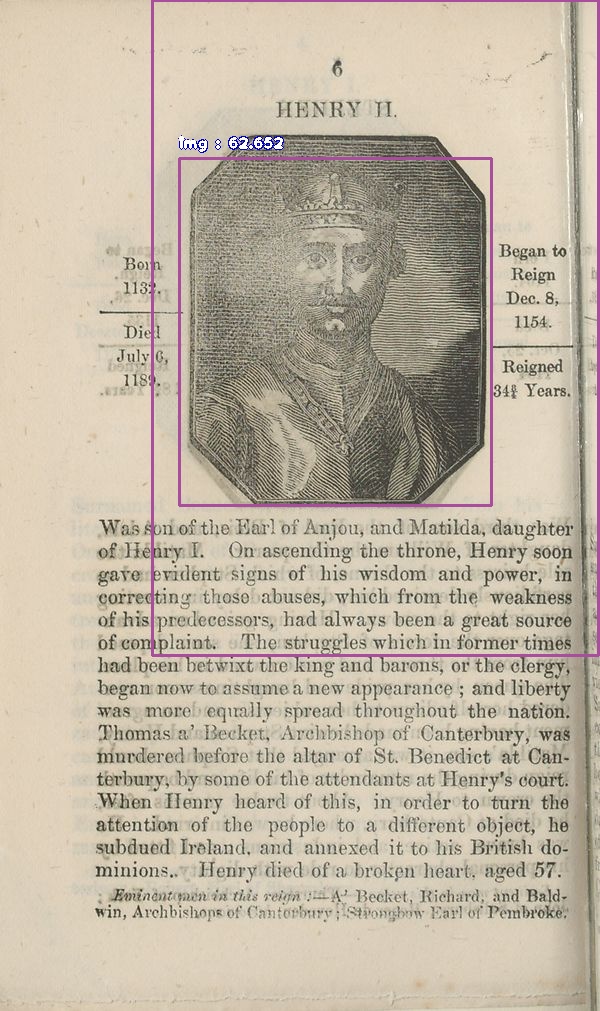 6
HENRY II.
img : 62.652
Born
1132.
Died
July 6,
1189.
Began to
Reign
Dec. 8,
1154.
Reigned
34¾ Years.
Was son of the Earl of Anjou, and Matilda, daughter
of Henry I. On ascending the throne, Henry soon
gave evident signs of his wisdom and power, in
correcting those abuses, which from the weakness
of his predecessors, had always been a great source
of complaint. The struggles which in former times
had been betwixt the king and barons, or the clergy,
began now to assume a new appearance ; and liberty
was more equally spread throughout the nation.
Thomas a' Becket, Archbishop of Canterbury, was
murdered before the altar of St. Benedict at Can-
terbury, by some of the attendants at Henry's court.
When Henry heard of this, in order to turn the
attention of the people to a different object, he
subdued Ireland, and annexed it to his British do-
minions.. Henry died of a broken heart, aged 57.
Eminent men in this reign :—A' Becket, Richard, and Bald-
win, Archbishops of Canterbury ; Strongbow Earl of Pembroke.